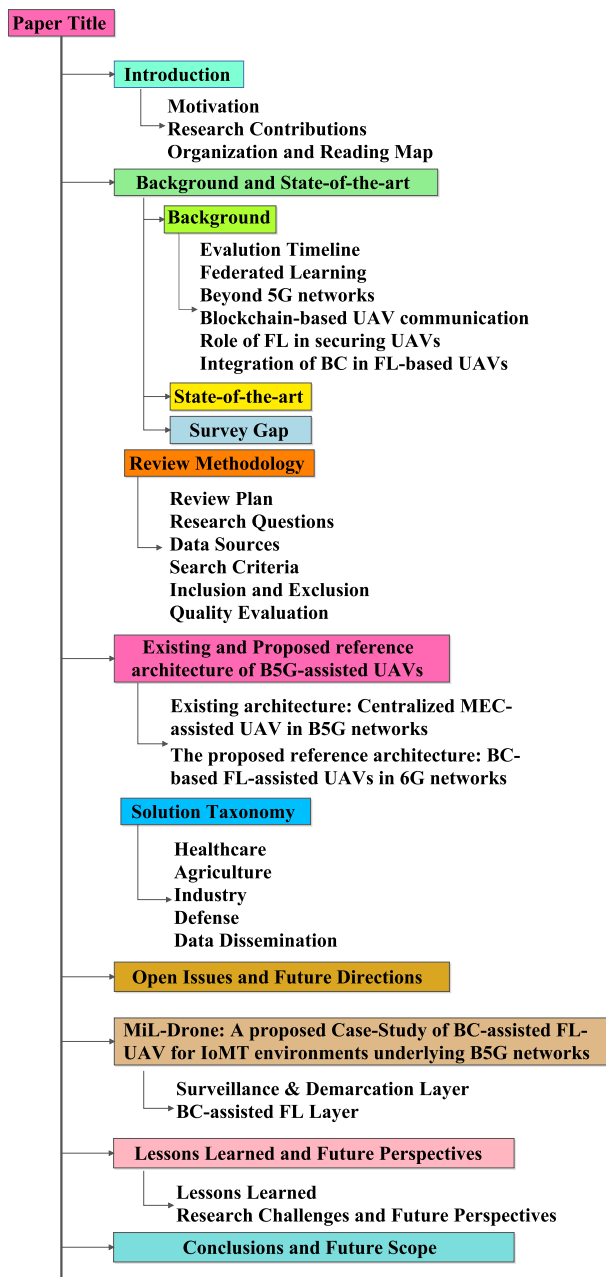 Paper Title
Introduction
Motivation
Research Contributions
Organization and Reading Map
Background and State-of-the-art
Background
Evalution Timeline
Federated Learning
Beyond 5G networks
Blockchain-based UAV communication
Role of FL in securing UAVs
Integration of BC in FL-based UAVs
State-of-the-art
Survey Gap
Review Methodology
Review Plan
Research Questions
Data Sources
Search Criteria
Inclusion and Exclusion
Quality Evaluation
Existing and Proposed reference
architecture of B5G-assisted UAVs
Existing architecture: Centralized MEC-
assisted UAV in B5G networks
The proposed reference architecture: BC-
based FL-assisted UAVs in 6G networks
Solution Taxonomy
Healthcare
Agriculture
Industry
Defense
Data Dissemination
Open Issues and Future Directions
MiL-Drone: A proposed Case-Study of BC-assisted FL-
UAV for IoMT environments underlying B5G networks
Surveillance & Demarcation Layer
BC-assisted FL Layer
Lessons Learned and Future Perspectives
Lessons Learned
Research Challenges and Future Perspectives
Conclusions and Future Scope